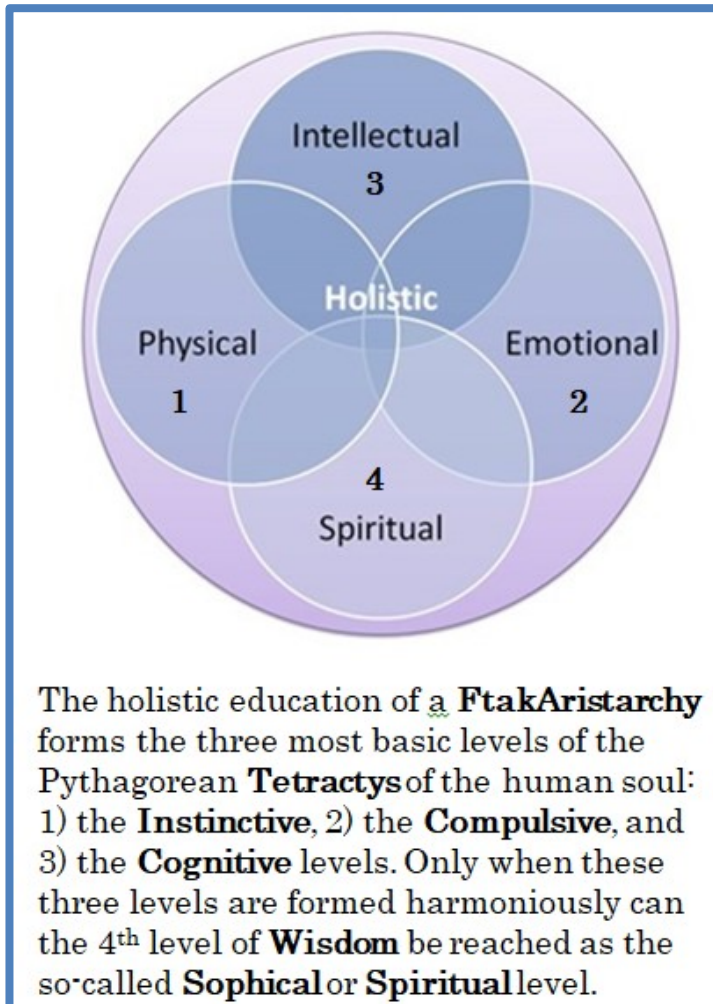 Intellectual
3
Holistic
Physical
Emotional
1
2
4
Spiritual
The holistic education of a FtakAristarchy
forms the three most basic levels of the
Pythagorean Tetractys of the human soul:
1) the Instinctive, 2) the Compulsive, and
3) the Cognitive levels. Only when these
three levels are formed harmoniously can
the 4th level of Wisdom be reached as the
so-called Sophical or Spiritual level.